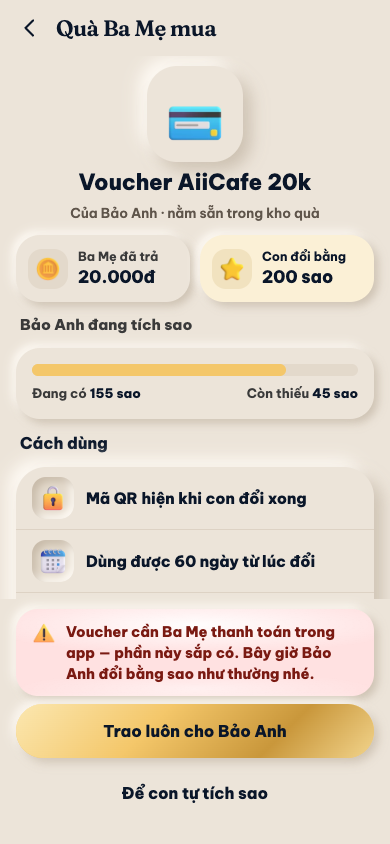 Quà Ba Mẹ mua
Voucher AiiCafe 20k
Của Bảo Anh · nằm sẵn trong kho quà
Ba Mẹ đã trả
20.000đ
Con đổi bằng
200 sao
Bảo Anh đang tích sao
Đang có 155 sao
Còn thiếu 45 sao
Cách dùng
Mã QR hiện khi con đổi xong
Dùng được 60 ngày từ lúc đổi
Voucher cần Ba Mẹ thanh toán trong
app — phần này sắp có. Bây giờ Bảo
Anh đổi bằng sao như thường nhé.
Trao luôn cho Bảo Anh
Để con tự tích sao